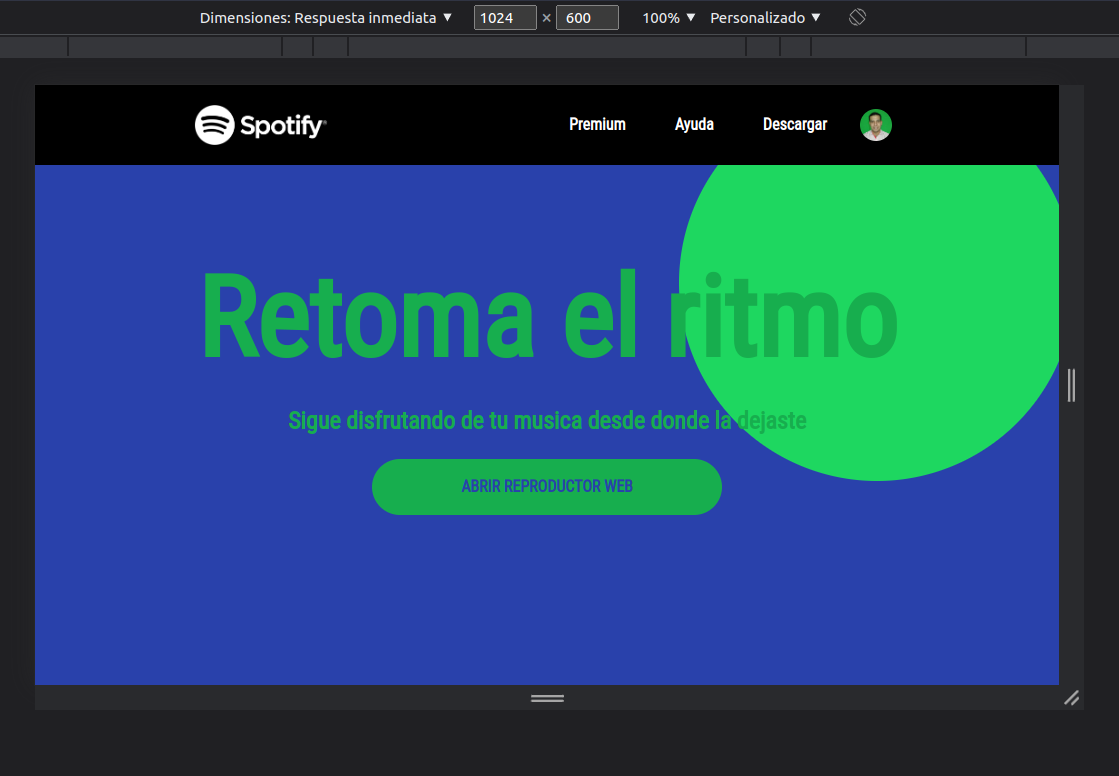 Dimensiones: Respuesta inmediata ▼ 1024 × 600 100% ▼ Personalizado ▼
Spotify® Premium Ayuda Descargar
Retoma el ritmo
Sigue disfrutando de tu musica desde donde la dejaste
ABRIR REPRODUCTOR WEB